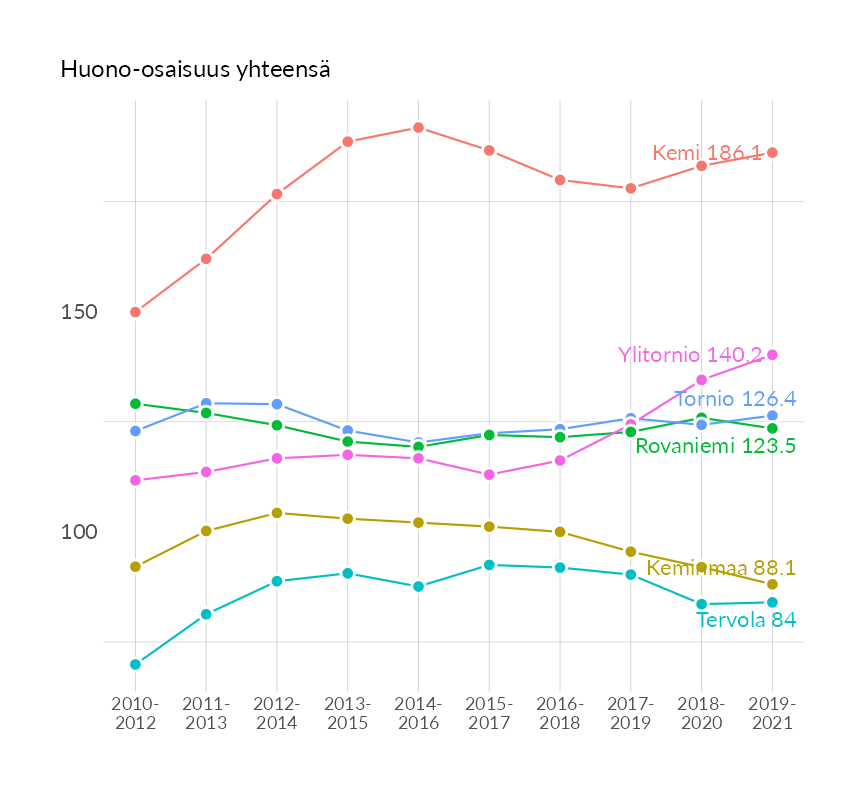 Huono-osaisuus yhteensä
Kemi 186.1
150
Ylitornio 140.2
Tornio 126.4
Rovaniemi 123.5
100
Keminmaa 88.1
Tervola 84
2010- 2011- 2012- 2013- 2014- 2015- 2016- 2017- 2018- 2019-
2012 2013 2014 2015 2016 2017 2018 2019 2020 2021